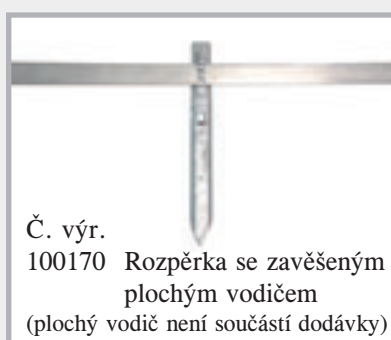 Č. výr.
100170 Rozpěrka se zavěšeným
plochým vodičem
(plochý vodič není součástí dodávky)